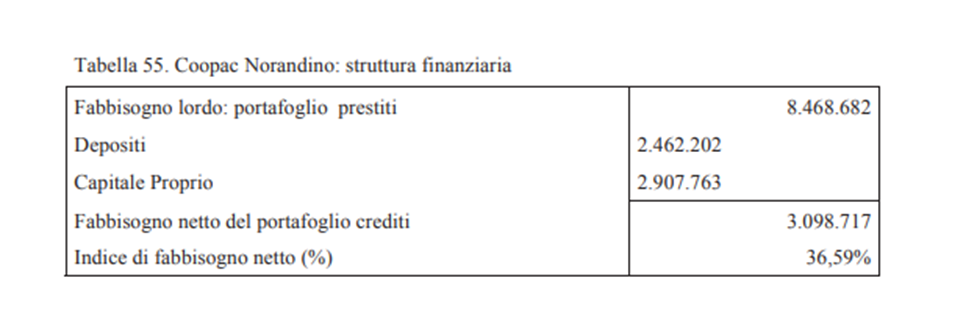 Tabella 55. Coopac Norandino: struttura finanziaria
Fabbisogno lordo: portafoglio prestiti 8.468.682
Depositi 2.462.202
Capitale Proprio 2.907.763
Fabbisogno netto del portafoglio crediti 3.098.717
Indice di fabbisogno netto (%) 36,59%